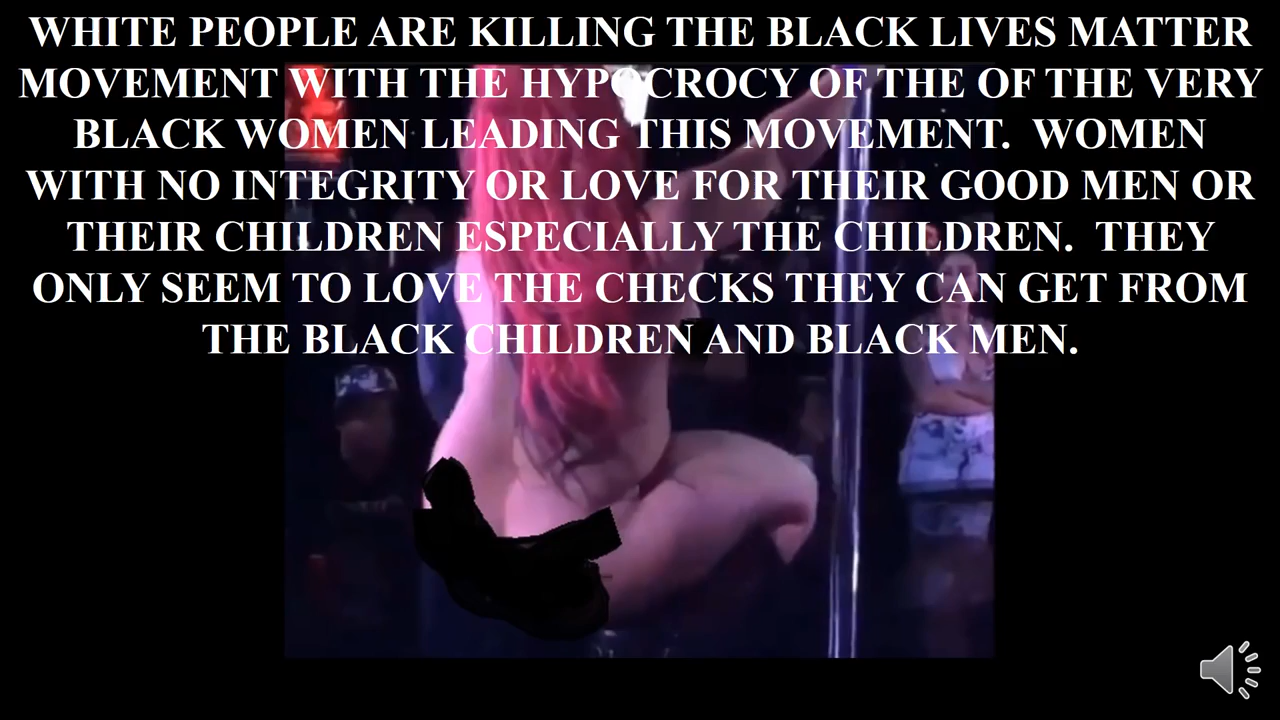 WHITE PEOPLE ARE KILLING THE BLACK LIVES MATTER
MOVEMENT WITH THE HYPOCROCY OF THE OF THE VERY
BLACK WOMEN LEADING THIS MOVEMENT.  WOMEN
WITH NO INTEGRITY OR LOVE FOR THEIR GOOD MEN OR
THEIR CHILDREN ESPECIALLY THE CHILDREN.  THEY
ONLY SEEM TO LOVE THE CHECKS THEY CAN GET FROM
THE BLACK CHILDREN AND BLACK MEN.